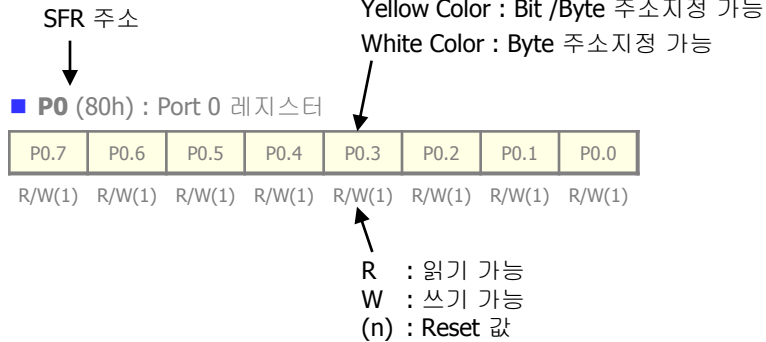 Yellow Color : Bit /Byte 주소지정 가능
SFR 주소
White Color : Byte 주소지정 가능
P0 (80h) : Port 0 레지스터
P0.7 P0.6 P0.5 P0.4 P0.3 P0.2 P0.1 P0.0
R/W(1) R/W(1) R/W(1) R/W(1) R/W(1) R/W(1) R/W(1) R/W(1)
R : 읽기 가능
W : 쓰기 가능
(n) : Reset 값